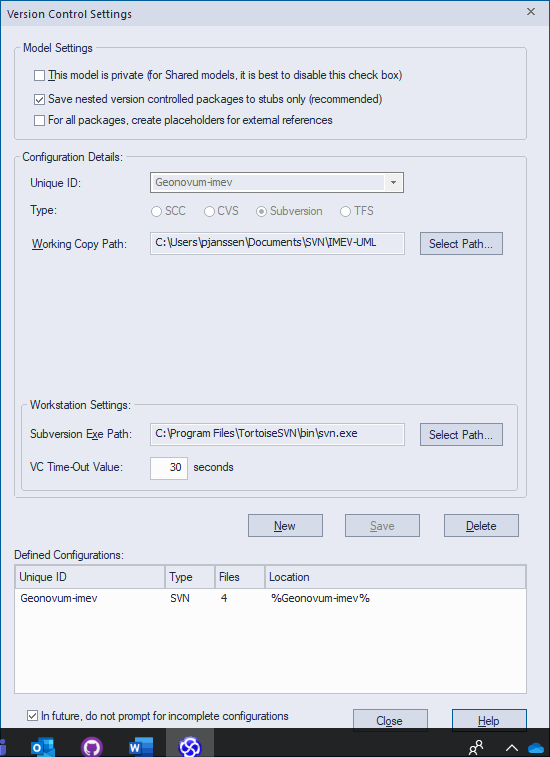 Version Control Settings
Model Settings
This model is private (for Shared models, it is best to disable this check box)
Save nested version controlled packages to stubs only (recommended)
For all packages, create placeholders for external references
Configuration Details:
Unique ID: Geonovum-imev
Type: SCC CVS Subversion TFS
Working Copy Path: C:\Users\pjanssen\Documents\SVN\IMEV-UML Select Path...
Workstation Settings:
Subversion Exe Path: C:\Program Files\TortoiseSVN\bin\svn.exe Select Path...
VC Time-Out Value: 30 seconds
New Save Delete
Defined Configurations:
Unique ID Type Files Location
Geonovum-imev SVN 4 %Geonovum-imev%
In future, do not prompt for incomplete configurations
Close Help